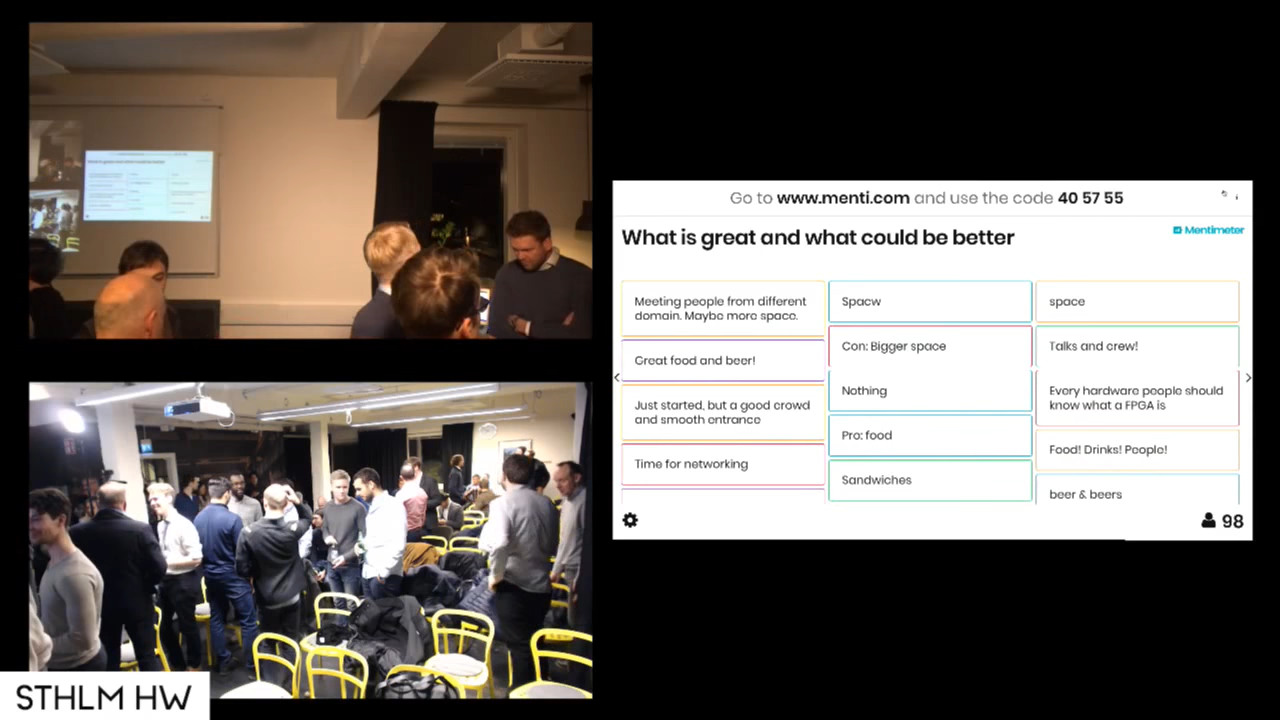 Go to www.menti.com and use the code 40 57 55
What is great and what could be better
Mentimeter
Meeting people from different
domain. Maybe more space.
Great food and beer!
Just started, but a good crowd
and smooth entrance
Time for networking
Spacw
Con: Bigger space
Nothing
Pro: food
Sandwiches
space
Talks and crew!
Every hardware people should
know what a FPGA is
Food! Drinks! People!
beer & beers
98
STHLM HW